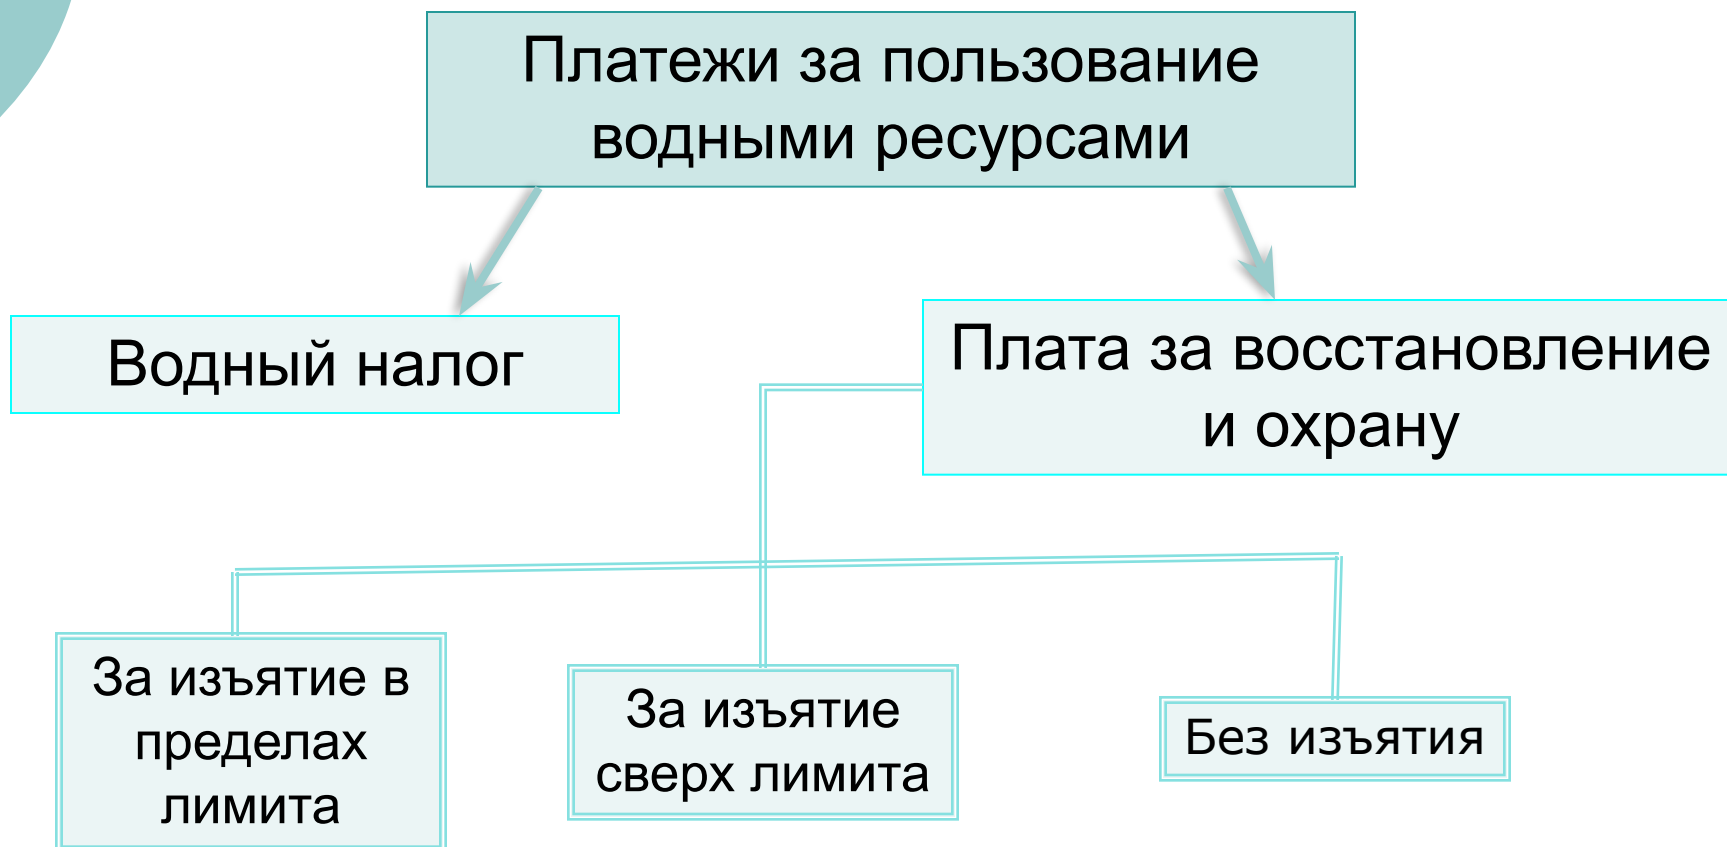 Платежи за пользование
водными ресурсами
Водный налог
Плата за восстановление
и охрану
За изъятие в
пределах
лимита
За изъятие
сверх лимита
Без изъятия